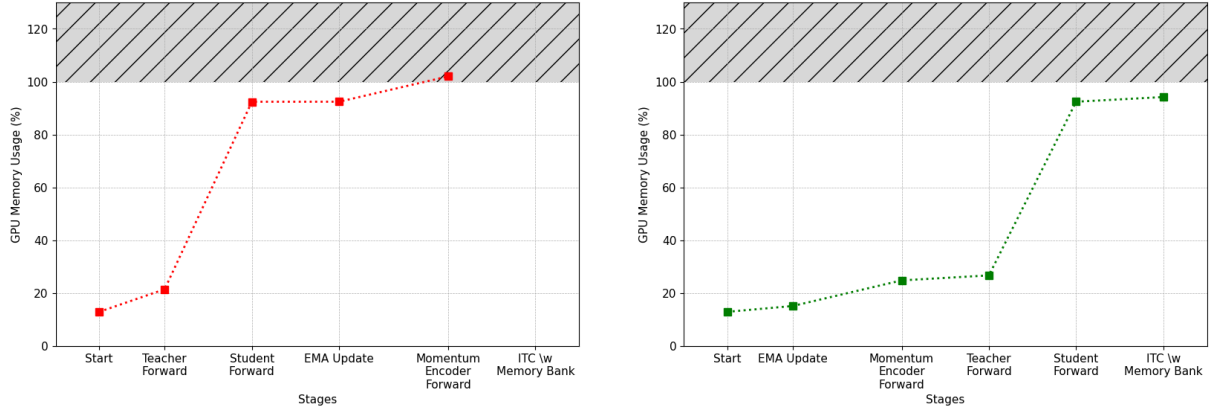 GPU Memory Usage (%)
120
100
80
60
40
20
0
Start
Teacher
Forward
Student
Forward
EMA Update
Momentum
Encoder
Forward
ITC \w
Memory Bank
Stages
GPU Memory Usage (%)
120
100
80
60
40
20
0
Start
EMA Update
Momentum
Encoder
Forward
Teacher
Forward
Student
Forward
ITC \w
Memory Bank
Stages